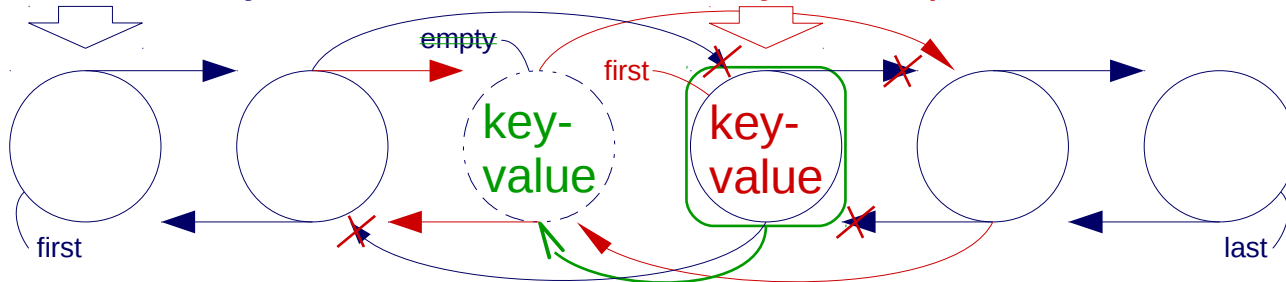 empty
first
key-
value
key-
value
first
last